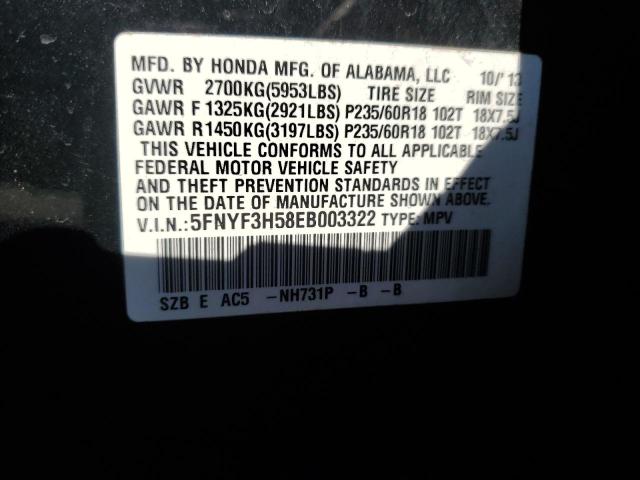 MFD. BY HONDA MFG. OF ALABAMA, LLC 10/'13
GVWR 2700KG(5953LBS) TIRE SIZE RIM SIZE
GAWR F 1325KG(2921LBS) P235/60R18 102T 18X7.5J
GAWR R 1450KG(3197LBS) P235/60R18 102T 18X7.5J
THIS VEHICLE CONFORMS TO ALL APPLICABLE
FEDERAL MOTOR VEHICLE SAFETY
AND THEFT PREVENTION STANDARDS IN EFFECT
ON THE DATE OF MANUFACTURE SHOWN ABOVE.
V.I.N.: 5FNYF3H58EB003322 TYPE: MPV
SZB E AC5 -NH731P -B -B